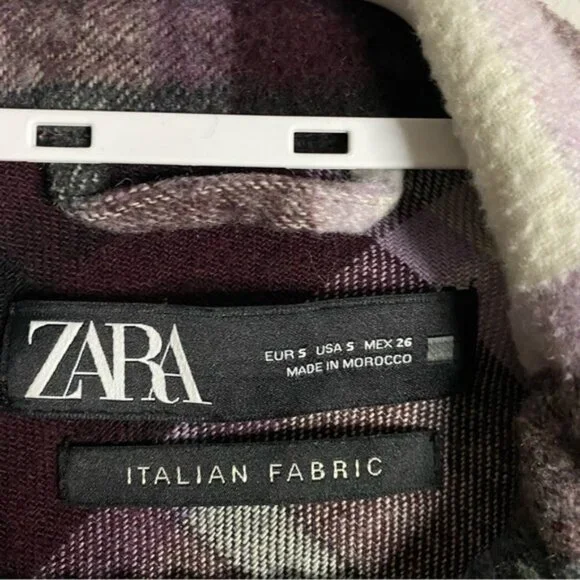 ZARA
EUR S USA S MEX 26
MADE IN MOROCCO
ITALIAN FABRIC